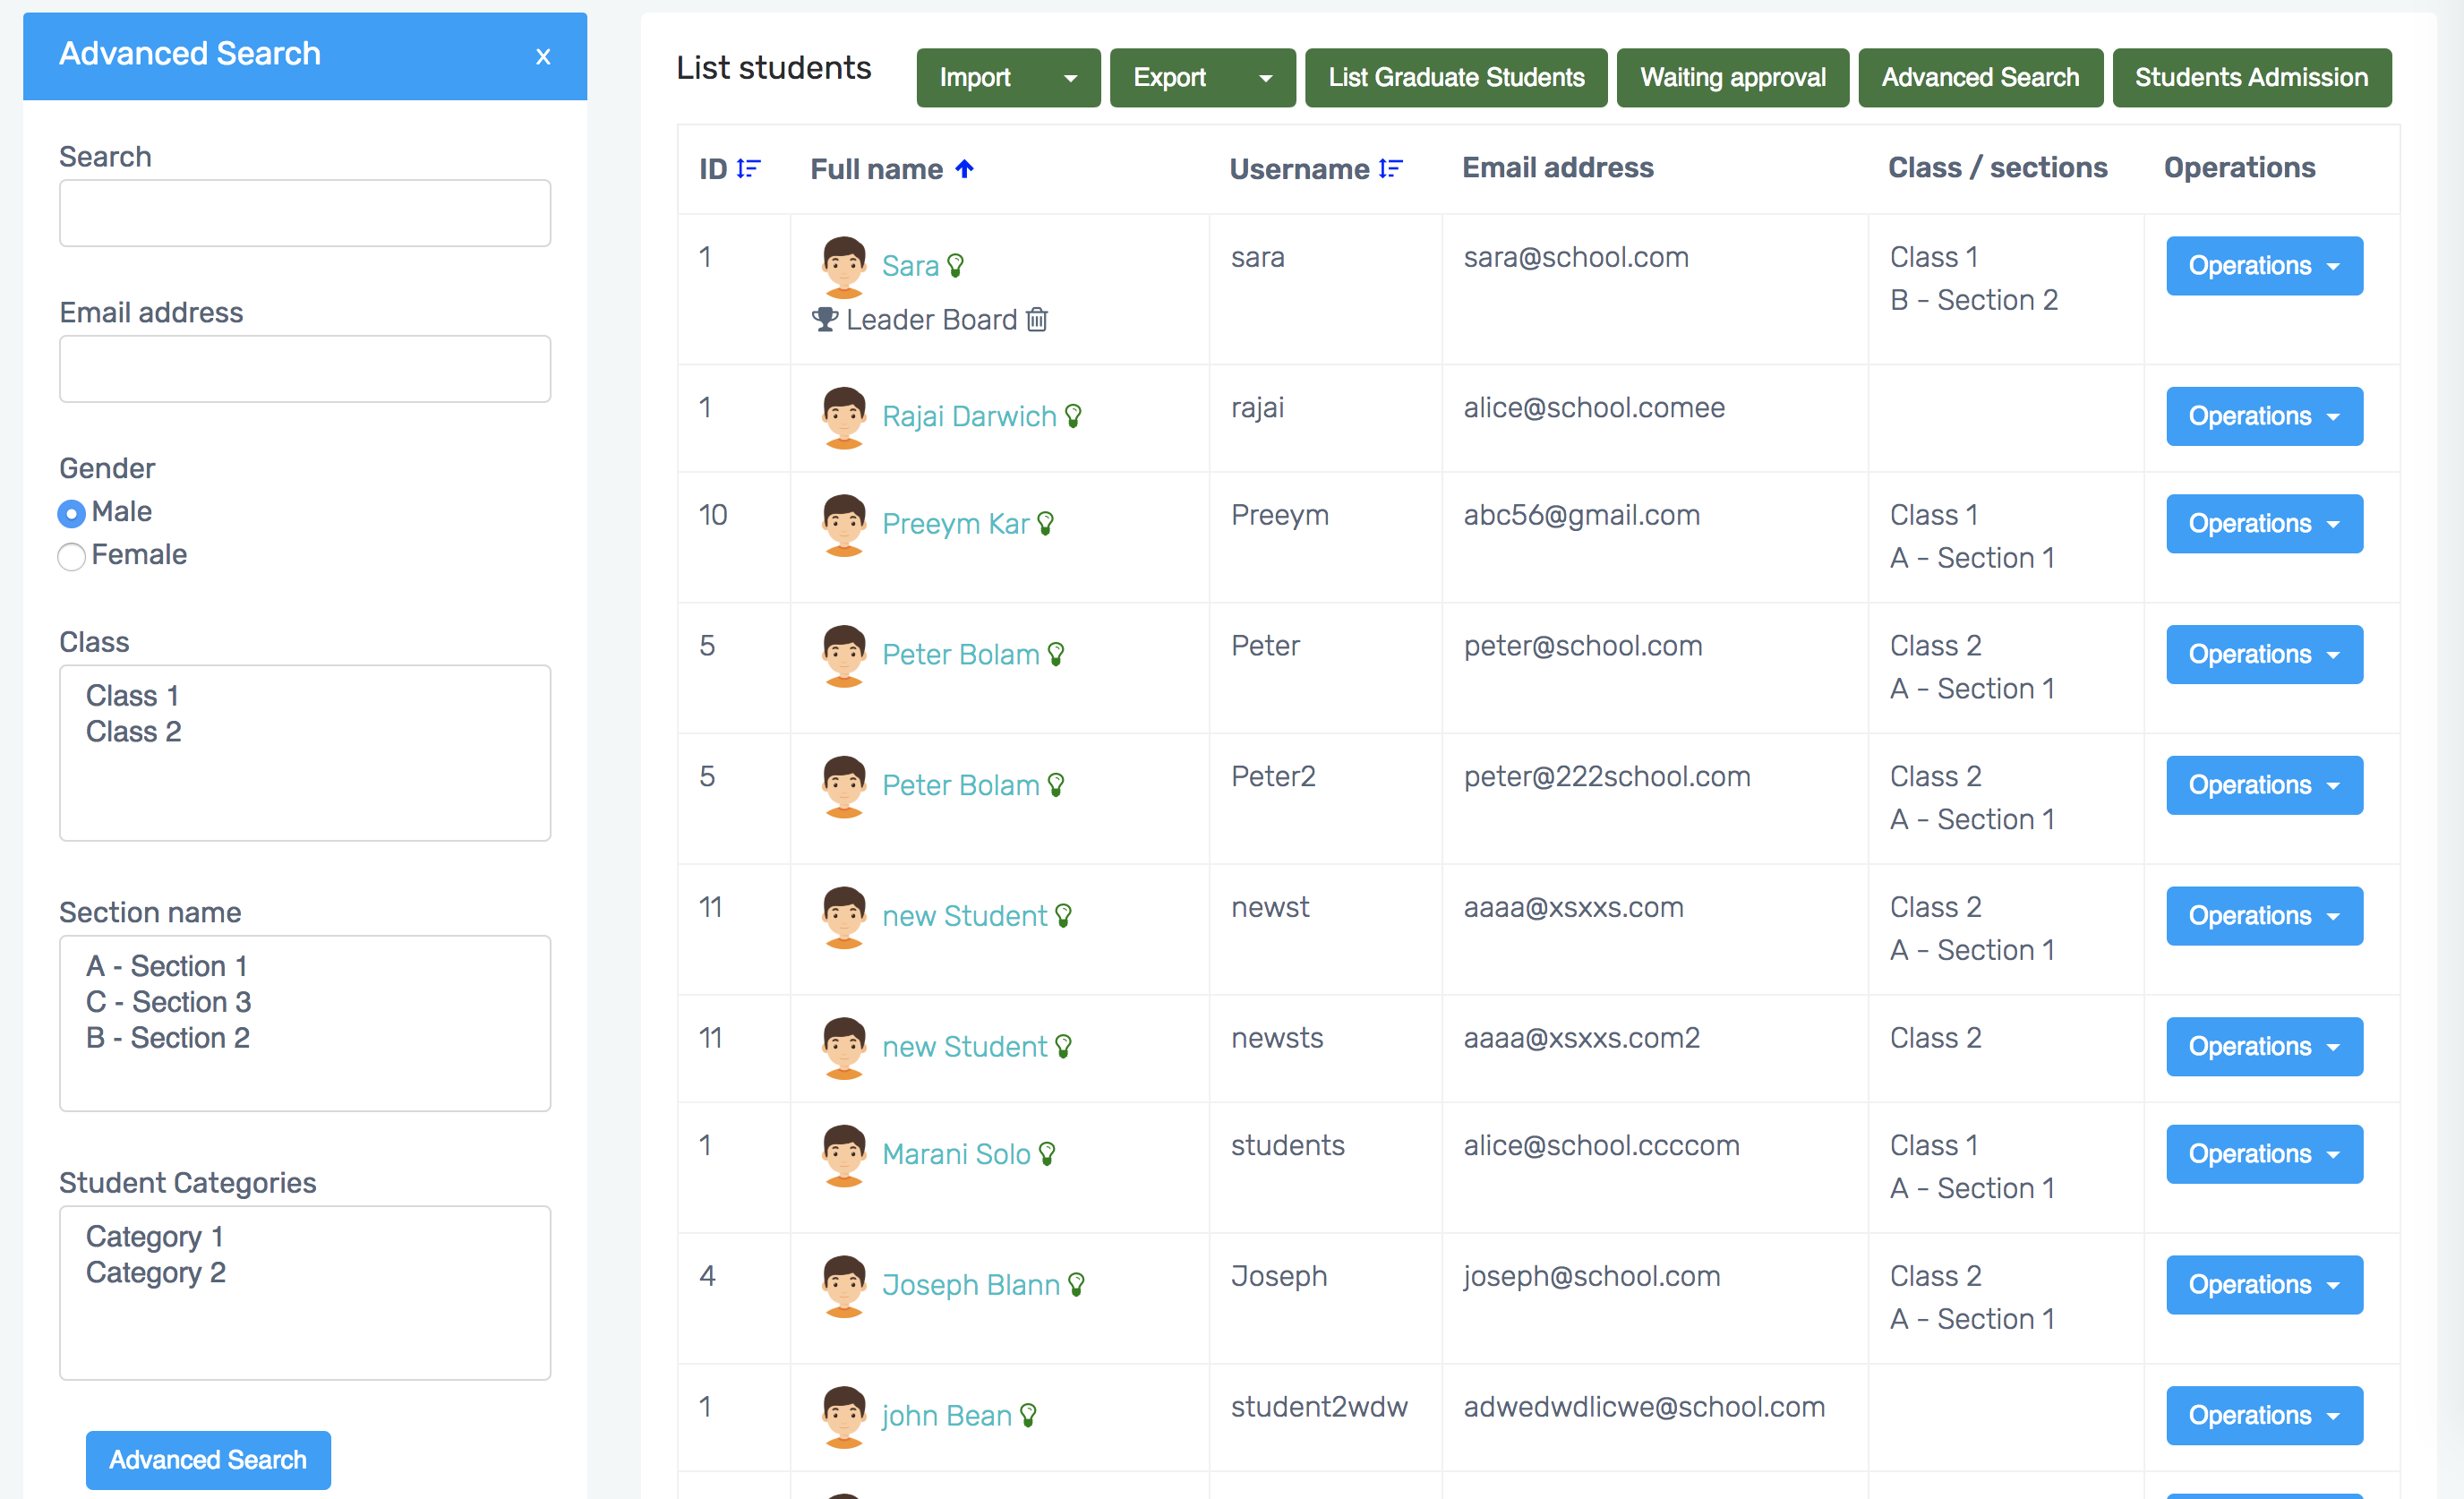 Advanced Search x
Search
Email address
Gender
Male
Female
Class
Class 1
Class 2
Section name
A - Section 1
C - Section 3
B - Section 2
Student Categories
Category 1
Category 2
Advanced Search
List students Import Export List Graduate Students Waiting approval Advanced Search Students Admission
ID Full name Username Email address Class / sections Operations
1 Sara sara sara@school.com Class 1 Operations
B - Section 2
Leader Board
1 Rajai Darwich rajai alice@school.comee Operations
10 Preeym Kar Preeym abc56@gmail.com Class 1 Operations
A - Section 1
5 Peter Bolam Peter peter@school.com Class 2 Operations
A - Section 1
5 Peter Bolam Peter2 peter@222school.com Class 2 Operations
A - Section 1
11 new Student newst aaaa@xsxxs.com Class 2 Operations
A - Section 1
11 new Student newsts aaaa@xsxxs.com2 Class 2 Operations
1 Marani Solo students alice@school.ccccom Class 1 Operations
A - Section 1
4 Joseph Blann Joseph joseph@school.com Class 2 Operations
A - Section 1
1 john Bean student2wdw adwedwdlicwe@school.com Operations